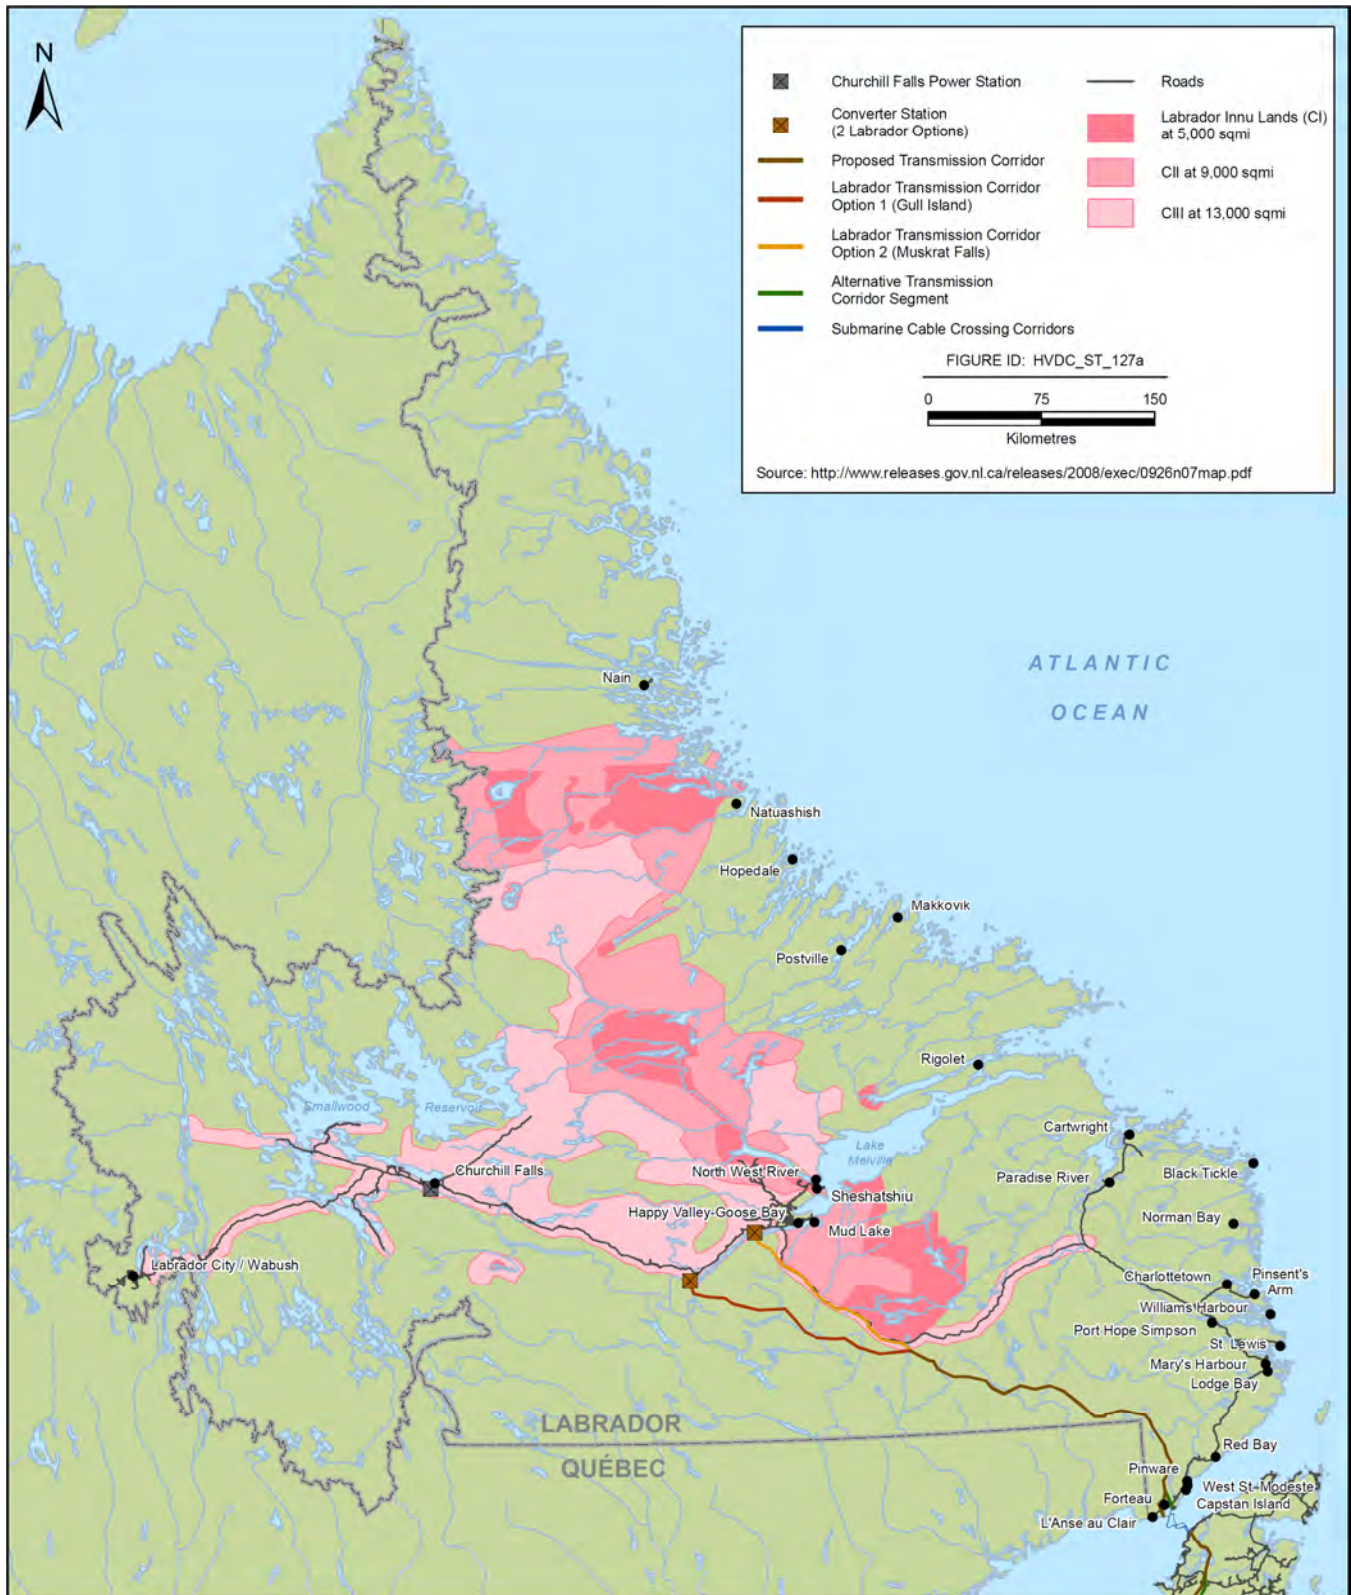 N
Churchill Falls Power Station
Converter Station
(2 Labrador Options)
Proposed Transmission Corridor
Labrador Transmission Corridor
Option 1 (Gull Island)
Labrador Transmission Corridor
Option 2 (Muskrat Falls)
Alternative Transmission
Corridor Segment
Submarine Cable Crossing Corridors
Roads
Labrador Innu Lands (CI)
at 5,000 sqmi
CII at 9,000 sqmi
CIII at 13,000 sqmi
FIGURE ID: HVDC_ST_127a
0 75 150
Kilometres
Source: http://www.releases.gov.nl.ca/releases/2008/exec/0926n07map.pdf
ATLANTIC
OCEAN
Nain
Natuashish
Hopedale
Makkovik
Postville
Rigolet
Smallwood Reservoir
Cartwright
Lake
Melville
Black Tickle
Churchill Falls
North West River
Paradise River
Sheshatshiu
Happy Valley-Goose Bay
Norman Bay
Mud Lake
Labrador City / Wabush
Charlottetown
Pinsent's
Arm
Williams Harbour
Port Hope Simpson
St. Lewis
Mary's Harbour
Lodge Bay
LABRADOR
QUÉBEC
Red Bay
Pinware
West St. Modeste
Forteau
Capstan Island
L'Anse au Clair